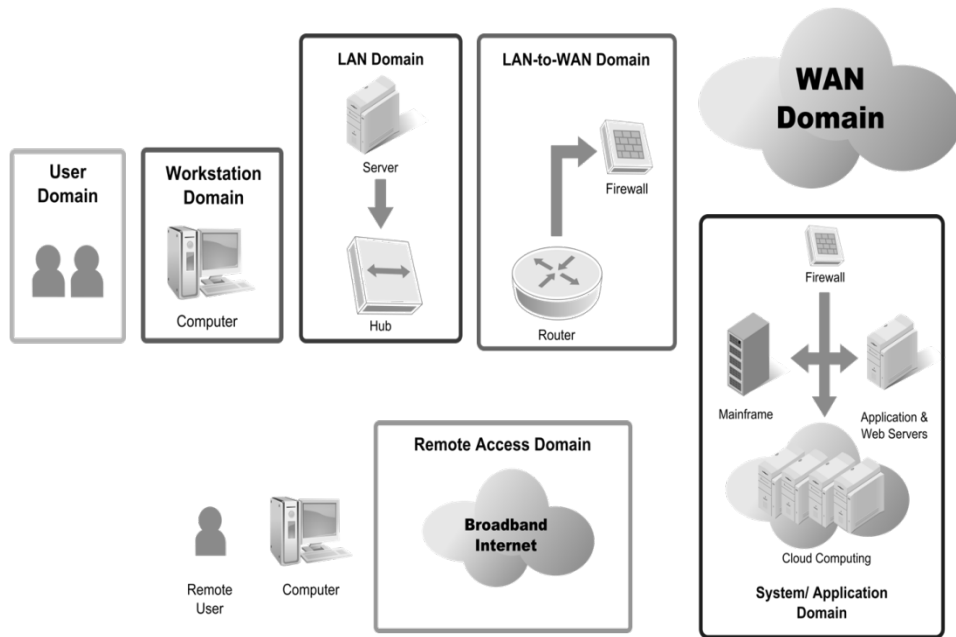 User
Domain
Workstation
Domain
Computer
LAN Domain
Server
Hub
LAN-to-WAN Domain
Firewall
Router
WAN
Domain
Firewall
Mainframe
Application &
Web Servers
Cloud Computing
System/ Application
Domain
Remote Access Domain
Broadband
Internet
Remote
User
Computer